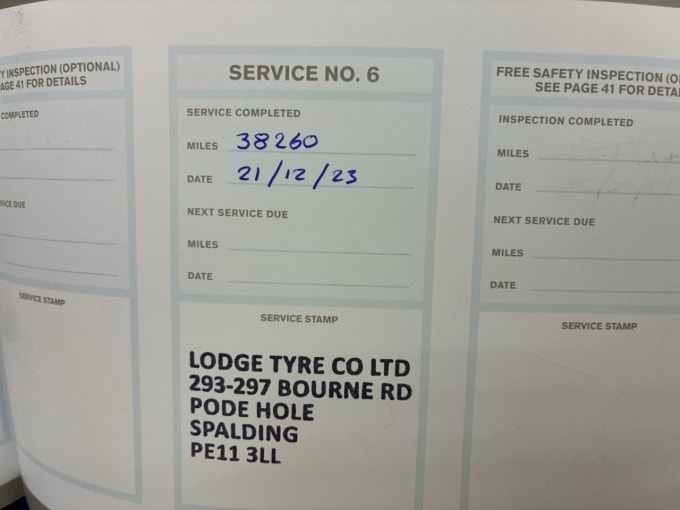 Y INSPECTION (OPTIONAL)
AGE 41 FOR DETAILS
COMPLETED
VICE DUE
SERVICE STAMP
SERVICE NO. 6
SERVICE COMPLETED
MILES 38260
DATE 21/12/23
NEXT SERVICE DUE
MILES
DATE
SERVICE STAMP
LODGE TYRE CO LTD
293-297 BOURNE RD
PODE HOLE
SPALDING
PE11 3LL
FREE SAFETY INSPECTION (O
SEE PAGE 41 FOR DETA
INSPECTION COMPLETED
MILES
DATE
NEXT SERVICE DUE
MILES
DATE
SERVICE STAMP